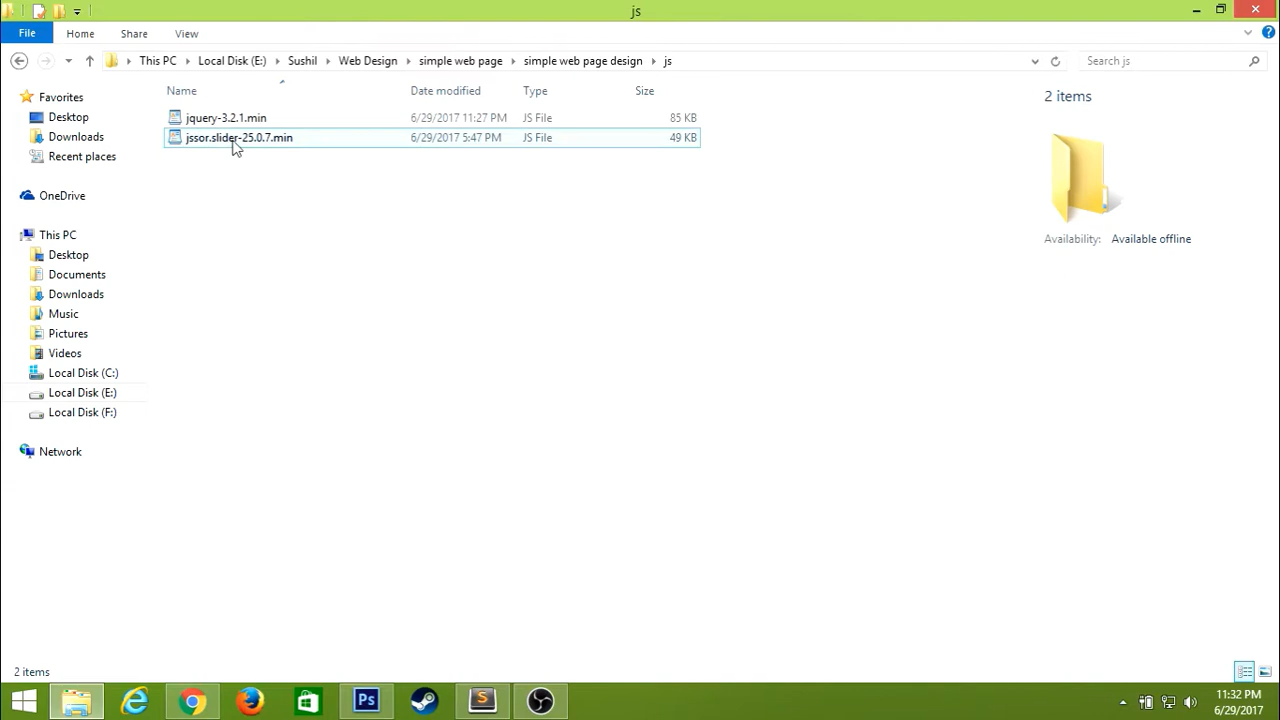 js
File
Home
Share
View
This PC
Local Disk (E:)
Sushil
Web Design
simple web page
simple web page design
js
Search js
Favorites
Desktop
Downloads
Recent places
OneDrive
This PC
Desktop
Documents
Downloads
Music
Pictures
Videos
Local Disk (C:)
Local Disk (E:)
Local Disk (F:)
Network
Name
Date modified
Type
Size
jquery-3.2.1.min
6/29/2017 11:27 PM
JS File
85 KB
jssor.slider-25.0.7.min
6/29/2017 5:47 PM
JS File
49 KB
2 items
Availability:
Available offline
2 items
Ps
11:32 PM
6/29/2017